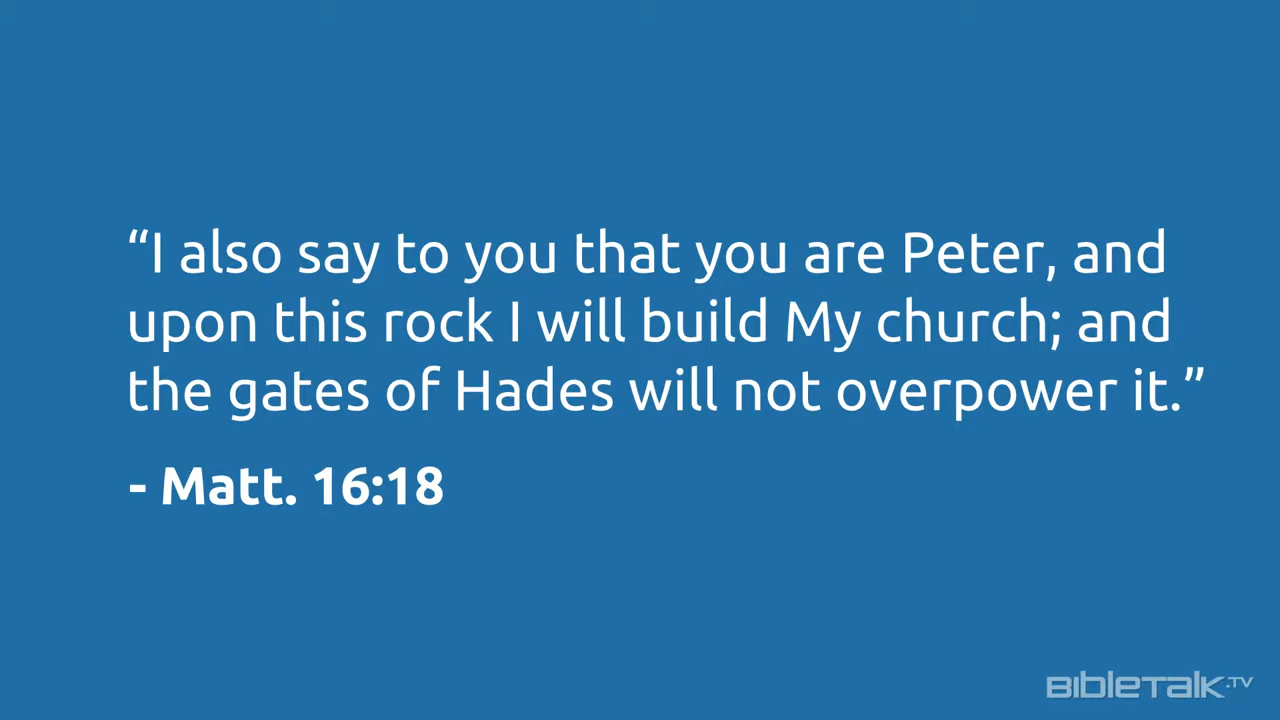 “I also say to you that you are Peter, and
upon this rock I will build My church; and
the gates of Hades will not overpower it.”
- Matt. 16:18
BIBLETALK.TV